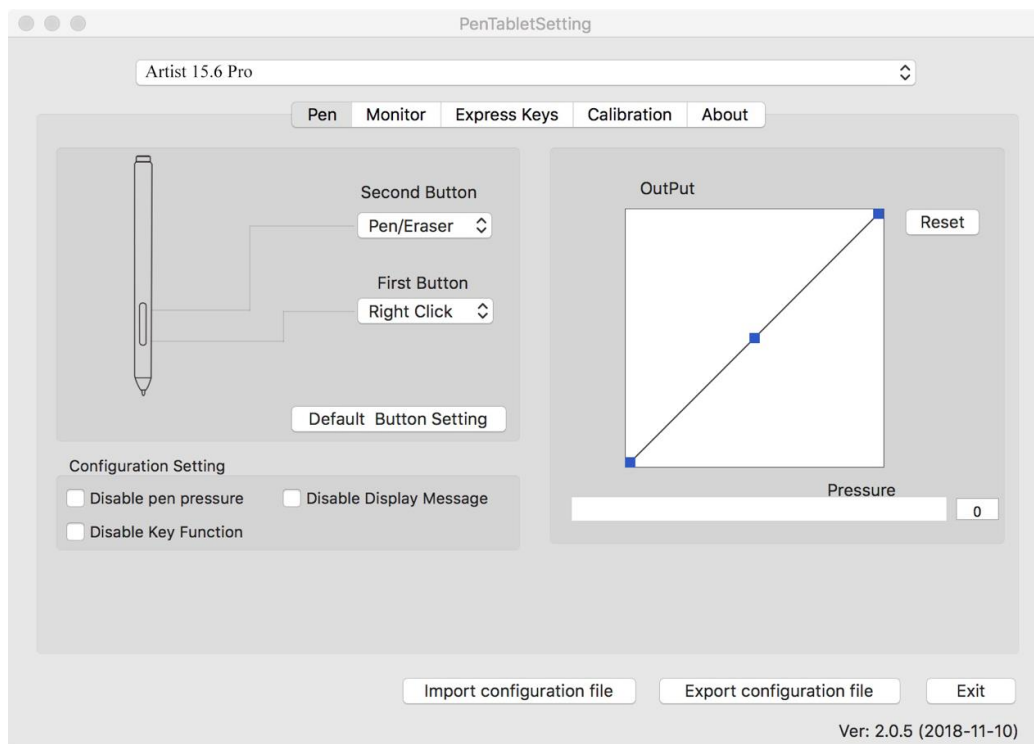 PenTabletSetting
Artist 15.6 Pro
Pen Monitor Express Keys Calibration About
Second Button
Pen/Eraser
First Button
Right Click
Default Button Setting
OutPut
Reset
Pressure
0
Configuration Setting
Disable pen pressure Disable Display Message
Disable Key Function
Import configuration file Export configuration file Exit
Ver: 2.0.5 (2018-11-10)